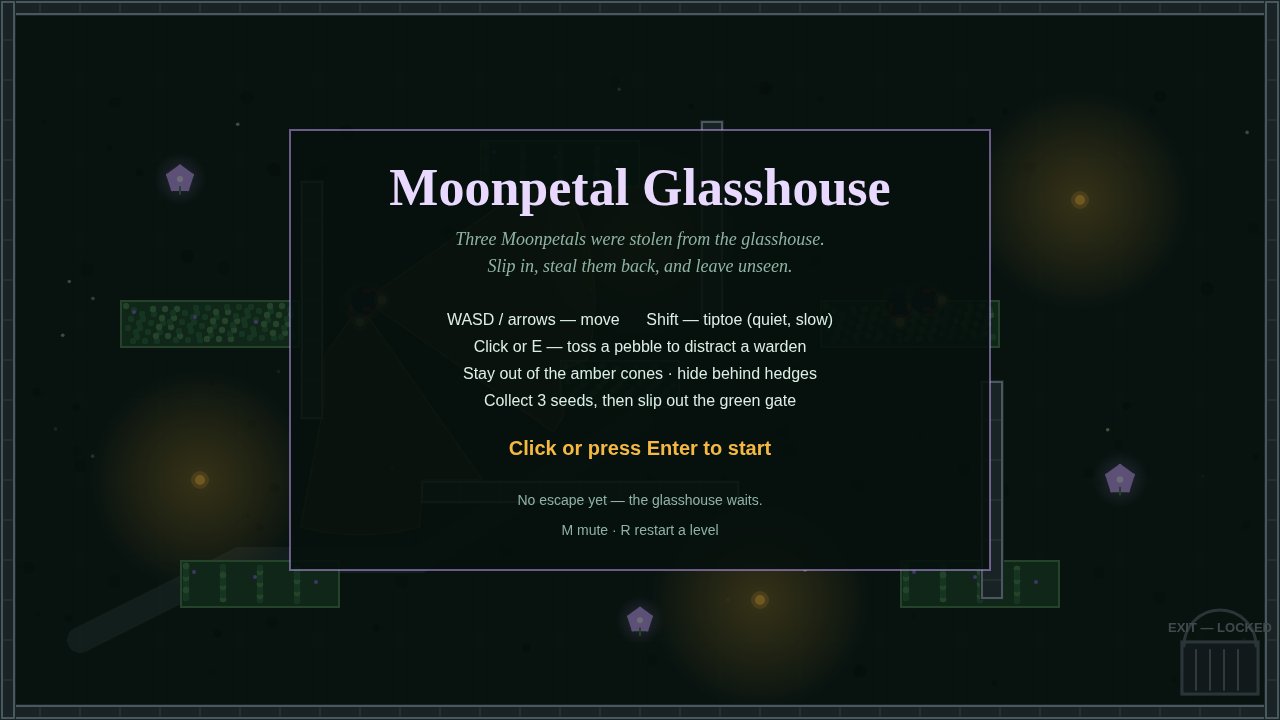 Moonpetal Glasshouse
Three Moonpetals were stolen from the glasshouse.
Slip in, steal them back, and leave unseen.
WASD / arrows — move Shift — tiptoe (quiet, slow)
Click or E — toss a pebble to distract a warden
Stay out of the amber cones · hide behind hedges
Collect 3 seeds, then slip out the green gate
Click or press Enter to start
No escape yet — the glasshouse waits.
M mute · R restart a level
EXIT — LOCKED